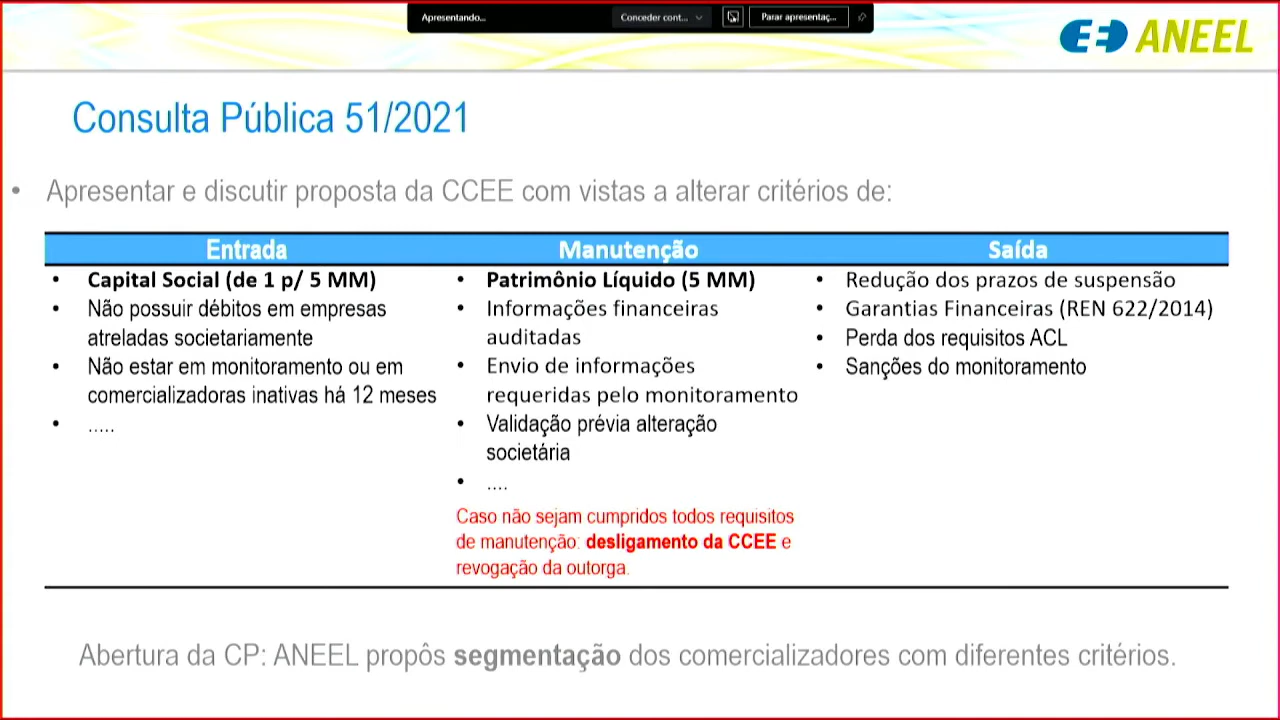 Apresentando...
Conceder cont...
Parar apresentaç...
ANEEL
Consulta Pública 51/2021
• Apresentar e discutir proposta da CCEE com vistas a alterar critérios de:
Entrada
• Capital Social (de 1 p/ 5 MM)
• Não possuir débitos em empresas
atreladas societariamente
• Não estar em monitoramento ou em
comercializadoras inativas há 12 meses
• .....
Manutenção
• Patrimônio Líquido (5 MM)
• Informações financeiras
auditadas
• Envio de informações
requeridas pelo monitoramento
• Validação prévia alteração
societária
• ....
Caso não sejam cumpridos todos requisitos
de manutenção: desligamento da CCEE e
revogação da outorga.
Saída
• Redução dos prazos de suspensão
• Garantias Financeiras (REN 622/2014)
• Perda dos requisitos ACL
• Sanções do monitoramento
Abertura da CP: ANEEL propôs segmentação dos comercializadores com diferentes critérios.